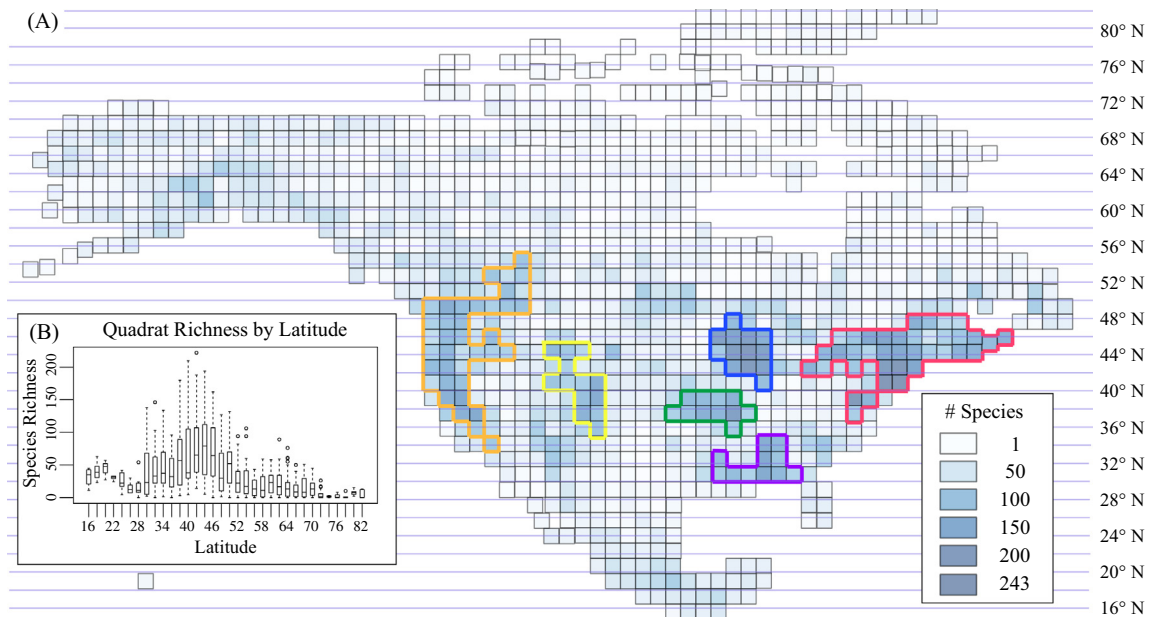 (A)
80° N
76° N
72° N
68° N
64° N
60° N
56° N
52° N
48° N
44° N
40° N
36° N
32° N
28° N
24° N
20° N
16° N
(B)
Quadrat Richness by Latitude
Species Richness
200
150
100
50
0
16 22 28 34 40 46 52 58 64 70 76 82
Latitude
# Species
1
50
100
150
200
243